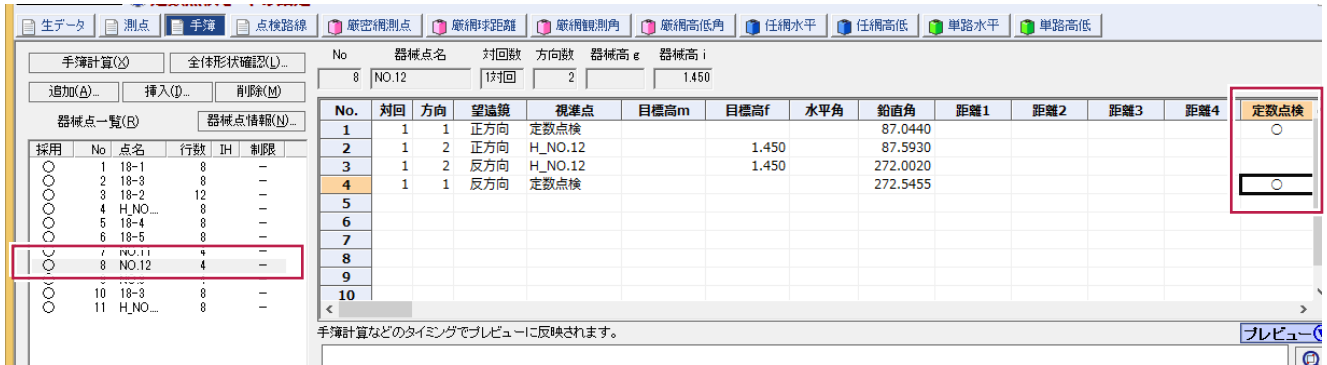 生データ 測点 手簿 点検路線 厳密網測点 厳網球距離 厳網観測角 厳網高低角 任網水平 任網高低 単路水平 単路高低
手簿計算(X) 全体形状確認(L)...
追加(A)... 挿入(I)... 削除(M)
器械点一覧(R) 器械点情報(N)...
採用 No 点名 行数 IH 制限
○ 1 18-1 8 －
○ 2 18-3 8 －
○ 3 18-2 12 －
○ 4 H_NO.... 8 －
○ 5 18-4 8 －
○ 6 18-5 8 －
○ 7 NO.11 4 －
○ 8 NO.12 4 －
○ 10 18-3 8 －
○ 11 H_NO.... 8 －
No 器械点名 対回数 方向数 器械高 g 器械高 i
8 NO.12 1対回 2 1.450
No. 対回 方向 望遠鏡 視準点 目標高m 目標高f 水平角 鉛直角 距離1 距離2 距離3 距離4 定数点検
1 1 1 正方向 定数点検 87.0440 ○
2 1 2 正方向 H_NO.12 1.450 87.5930
3 1 2 反方向 H_NO.12 1.450 272.0020
4 1 1 反方向 定数点検 272.5455 ○
5
6
7
8
9
10
手簿計算などのタイミングでプレビューに反映されます。
プレビュー